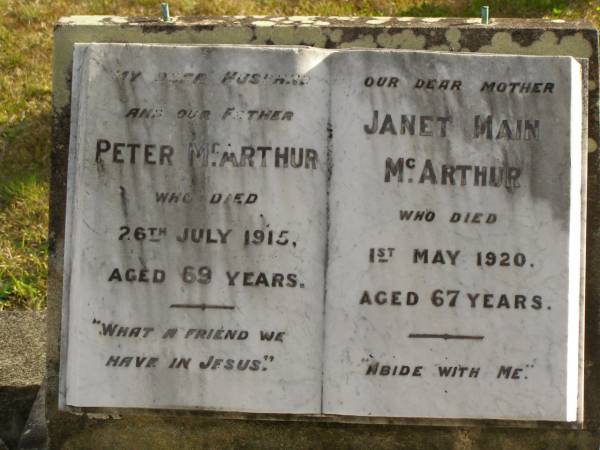 MY DEAR HUSBAND
AND OUR FATHER
PETER McARTHUR
WHO DIED
26TH JULY 1915,
AGED 69 YEARS.
"WHAT A FRIEND WE
HAVE IN JESUS."
OUR DEAR MOTHER
JANET MAIN
McARTHUR
WHO DIED
1ST MAY 1920,
AGED 67 YEARS.
"ABIDE WITH ME."